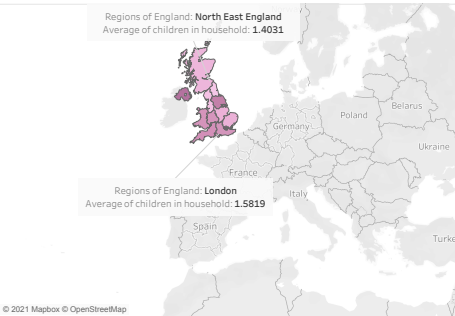 Regions of England: North East England
Average of children in household: 1.4031
Belarus
Poland
Germany
Ukraine
France
Regions of England: London
Average of children in household: 1.5819
Italy
Spain
Turke
© 2021 Mapbox © OpenStreetMap